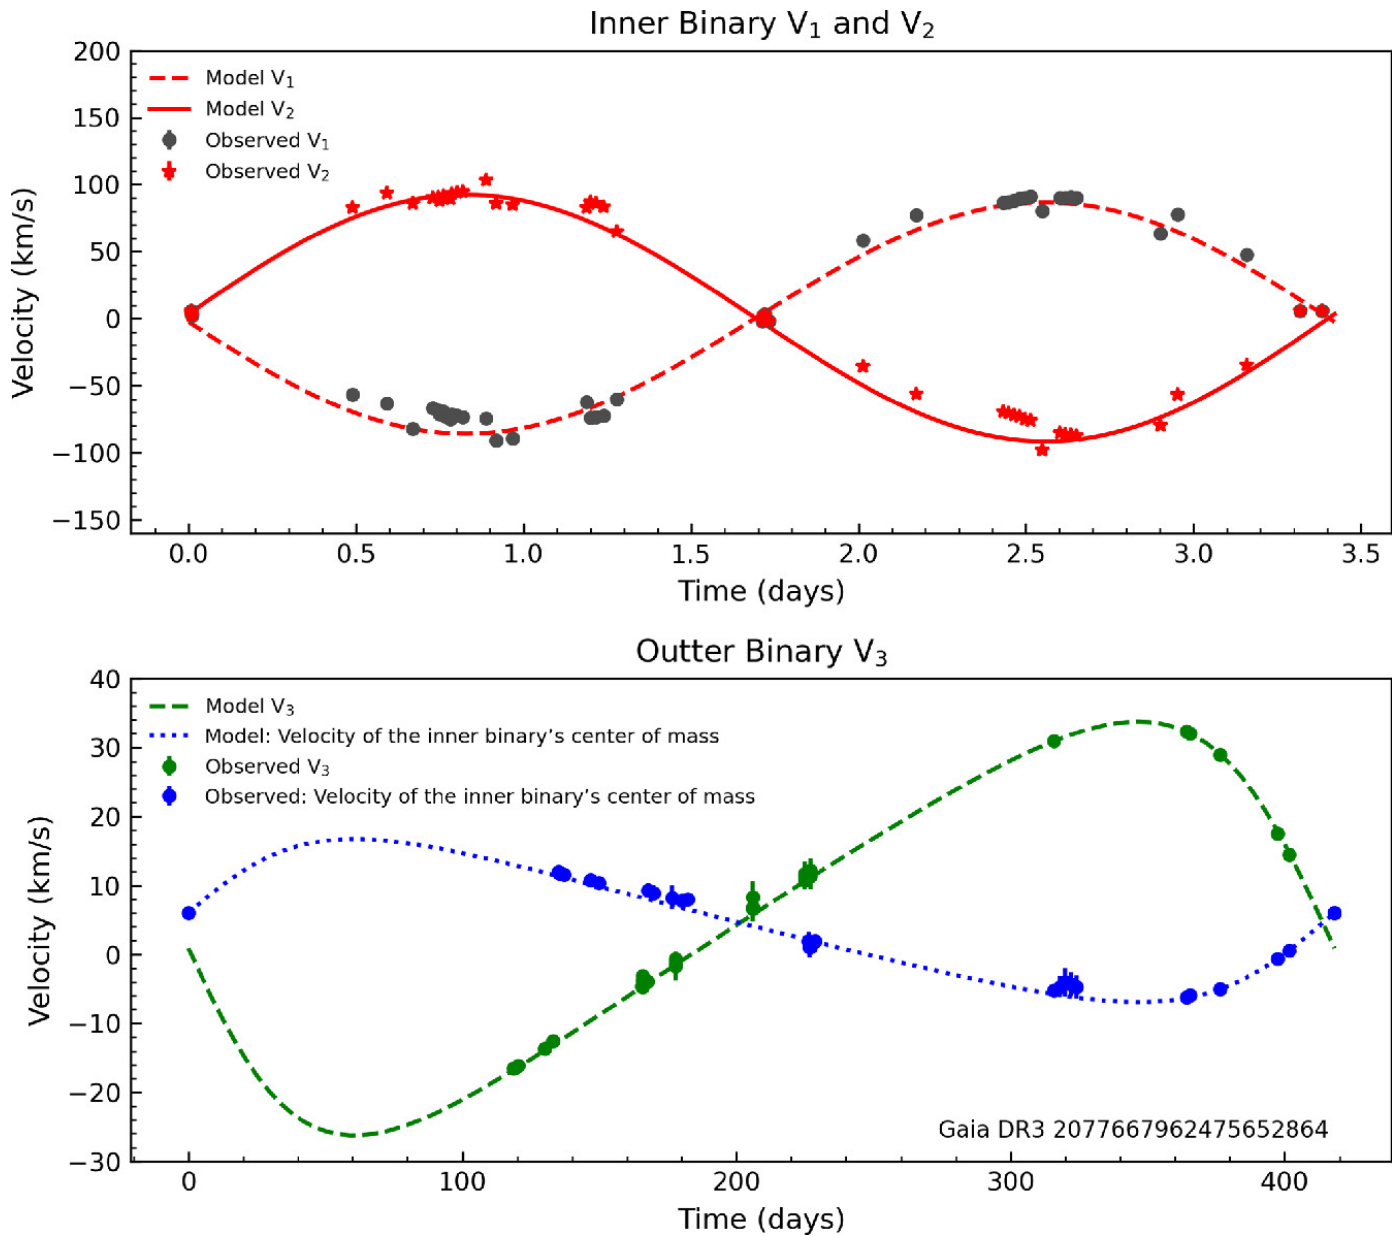 Inner Binary V₁ and V₂
200
150
100
50
0
−50
−100
−150
Velocity (km/s)
Model V₁
Model V₂
Observed V₁
Observed V₂
0.0 0.5 1.0 1.5 2.0 2.5 3.0 3.5
Time (days)
Outter Binary V₃
40
30
20
10
0
−10
−20
−30
Velocity (km/s)
Model V₃
Model: Velocity of the inner binary’s center of mass
Observed V₃
Observed: Velocity of the inner binary’s center of mass
Gaia DR3 2077667962475652864
0 100 200 300 400
Time (days)